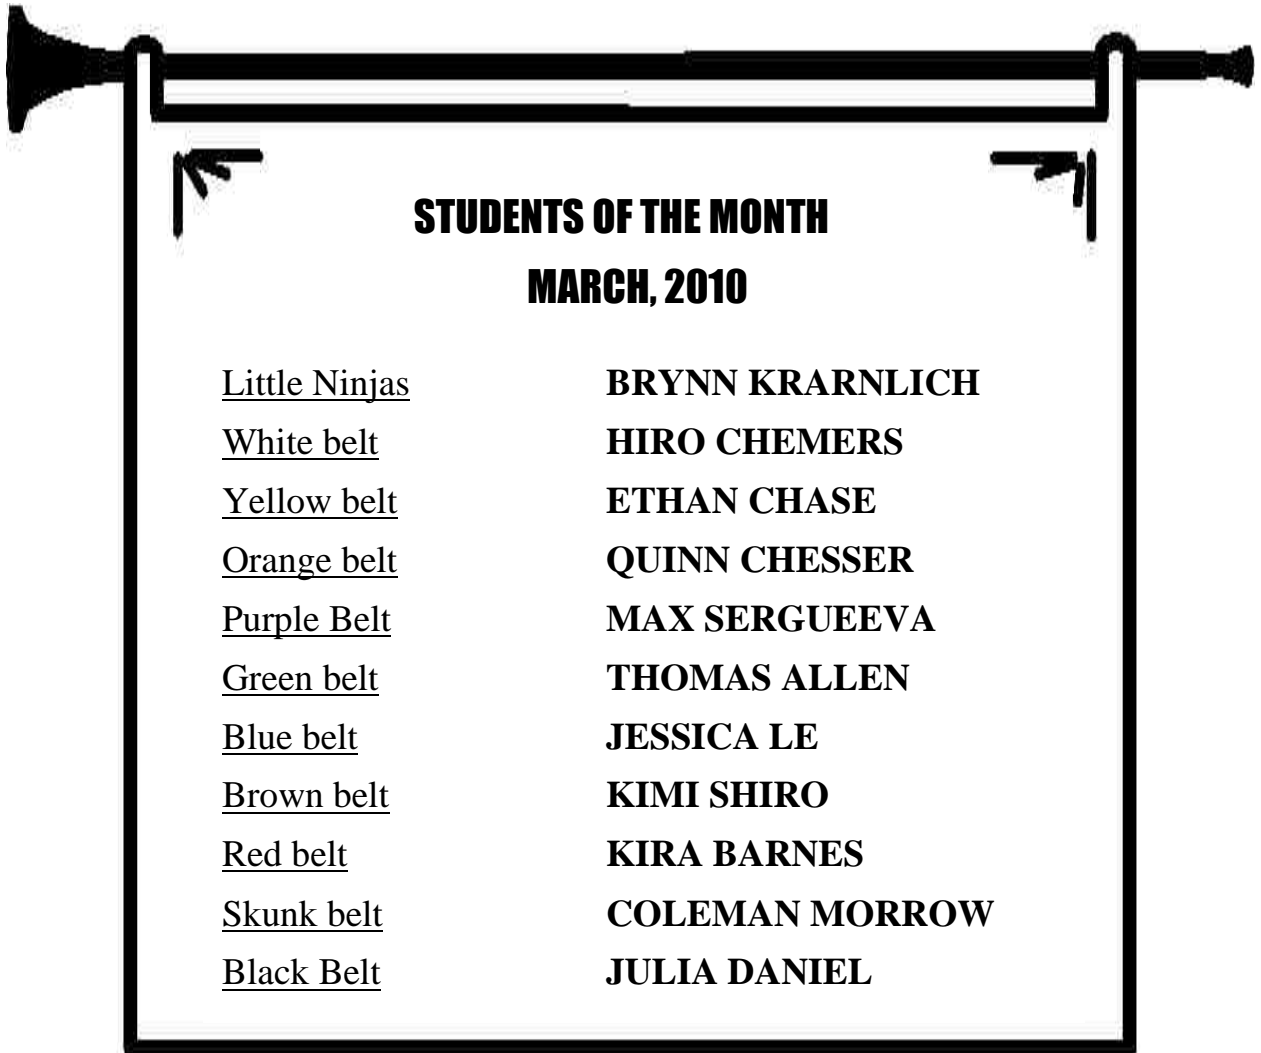 STUDENTS OF THE MONTH
MARCH, 2010
Little Ninjas BRYNN KRARNLICH
White belt HIRO CHEMERS
Yellow belt ETHAN CHASE
Orange belt QUINN CHESSER
Purple Belt MAX SERGUEEVA
Green belt THOMAS ALLEN
Blue belt JESSICA LE
Brown belt KIMI SHIRO
Red belt KIRA BARNES
Skunk belt COLEMAN MORROW
Black Belt JULIA DANIEL